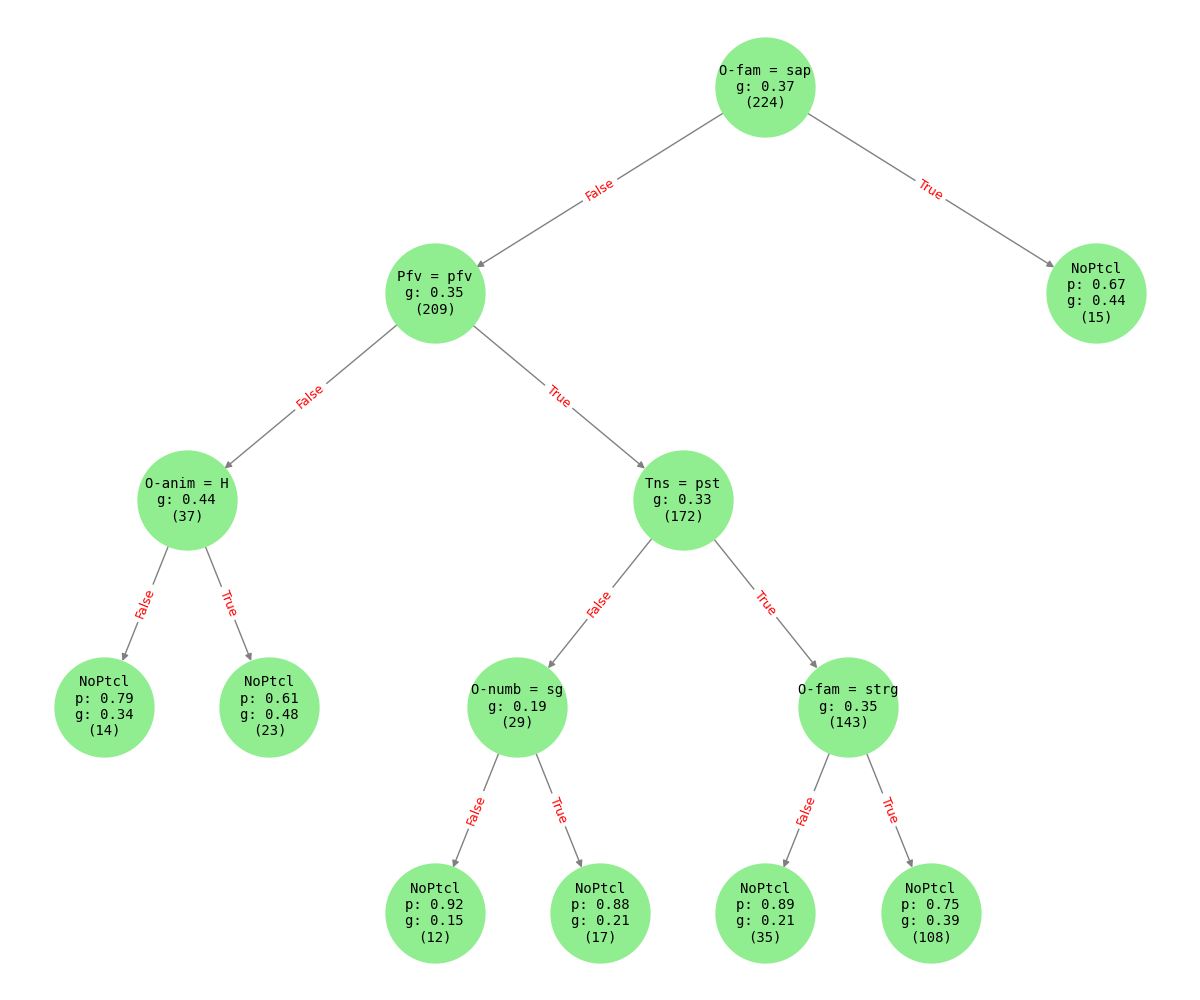 O-fam = sap
g: 0.37
(224)
False
True
Pfv = pfv
g: 0.35
(209)
NoPtcl
p: 0.67
g: 0.44
(15)
False
True
O-anim = H
g: 0.44
(37)
Tns = pst
g: 0.33
(172)
False
True
False
True
NoPtcl
p: 0.79
g: 0.34
(14)
NoPtcl
p: 0.61
g: 0.48
(23)
O-numb = sg
g: 0.19
(29)
O-fam = strg
g: 0.35
(143)
False
True
False
True
NoPtcl
p: 0.92
g: 0.15
(12)
NoPtcl
p: 0.88
g: 0.21
(17)
NoPtcl
p: 0.89
g: 0.21
(35)
NoPtcl
p: 0.75
g: 0.39
(108)